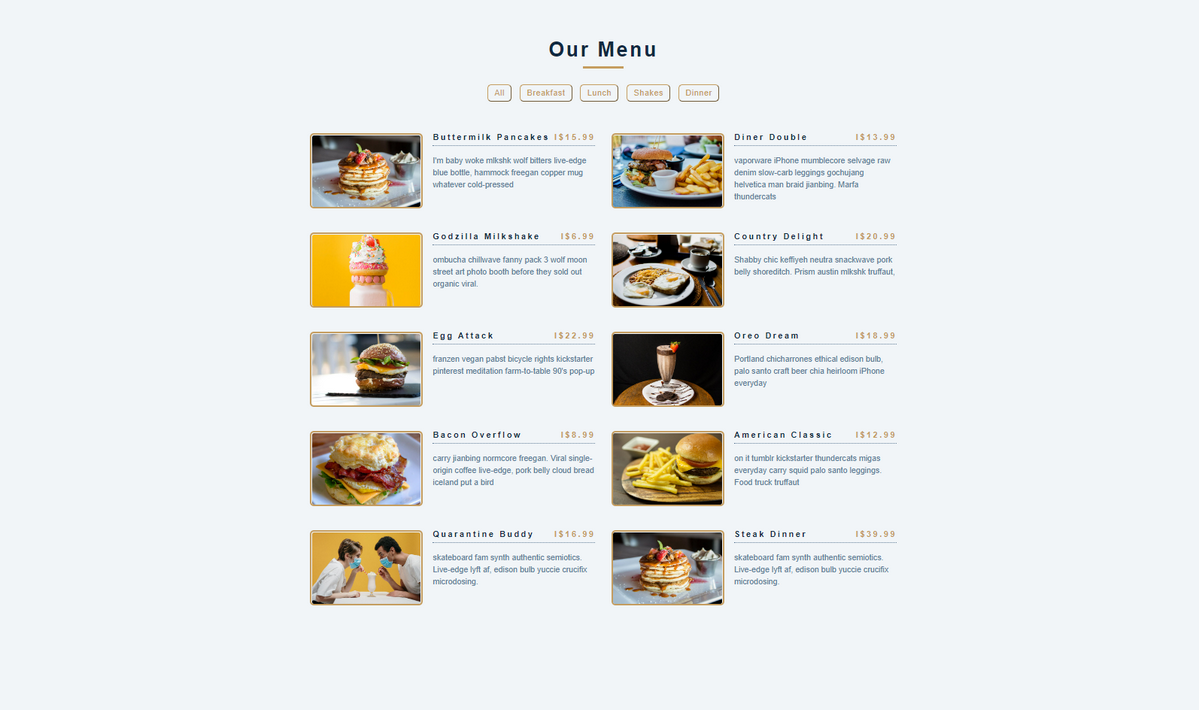 Our Menu
All Breakfast Lunch Shakes Dinner
Buttermilk Pancakes I$15.99
I'm baby woke mlkshk wolf bitters live-edge
blue bottle, hammock freegan copper mug
whatever cold-pressed
Diner Double I$13.99
vaporware iPhone mumblecore selvage raw
denim slow-carb leggings gochujang
helvetica man braid jianbing. Marfa
thundercats
Godzilla Milkshake I$6.99
ombucha chillwave fanny pack 3 wolf moon
street art photo booth before they sold out
organic viral.
Country Delight I$20.99
Shabby chic keffiyeh neutra snackwave pork
belly shoreditch. Prism austin mlkshk truffaut,
Egg Attack I$22.99
franzen vegan pabst bicycle rights kickstarter
pinterest meditation farm-to-table 90's pop-up
Oreo Dream I$18.99
Portland chicharrones ethical edison bulb,
palo santo craft beer chia heirloom iPhone
everyday
Bacon Overflow I$8.99
carry jianbing normcore freegan. Viral single-
origin coffee live-edge, pork belly cloud bread
iceland put a bird
American Classic I$12.99
on it tumblr kickstarter thundercats migas
everyday carry squid palo santo leggings.
Food truck truffaut
Quarantine Buddy I$16.99
skateboard fam synth authentic semiotics.
Live-edge lyft af, edison bulb yuccie crucifix
microdosing.
Steak Dinner I$39.99
skateboard fam synth authentic semiotics.
Live-edge lyft af, edison bulb yuccie crucifix
microdosing.